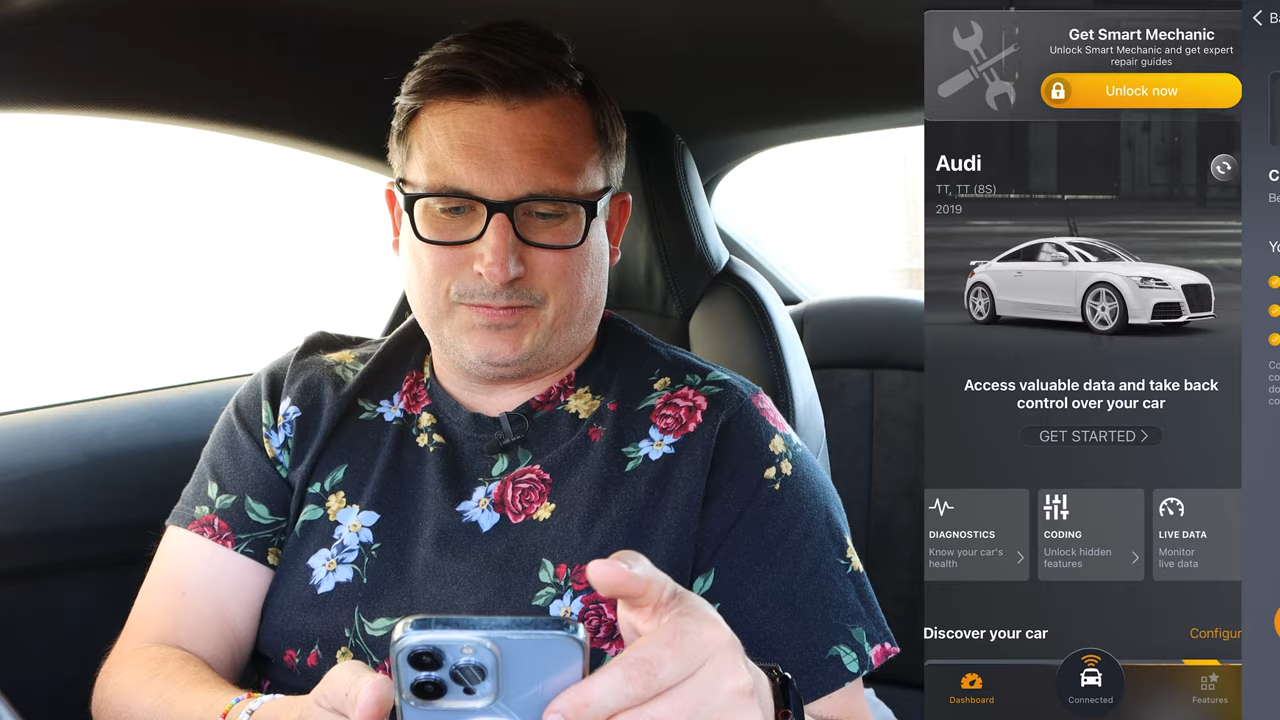 Get Smart Mechanic
Unlock Smart Mechanic and get expert
repair guides
Unlock now
Audi
TT, TT (8S)
2019
Access valuable data and take back
control over your car
GET STARTED
DIAGNOSTICS
Know your car's
health
CODING
Unlock hidden
features
LIVE DATA
Monitor
live data
Discover your car
Configur
Dashboard
Connected
Features